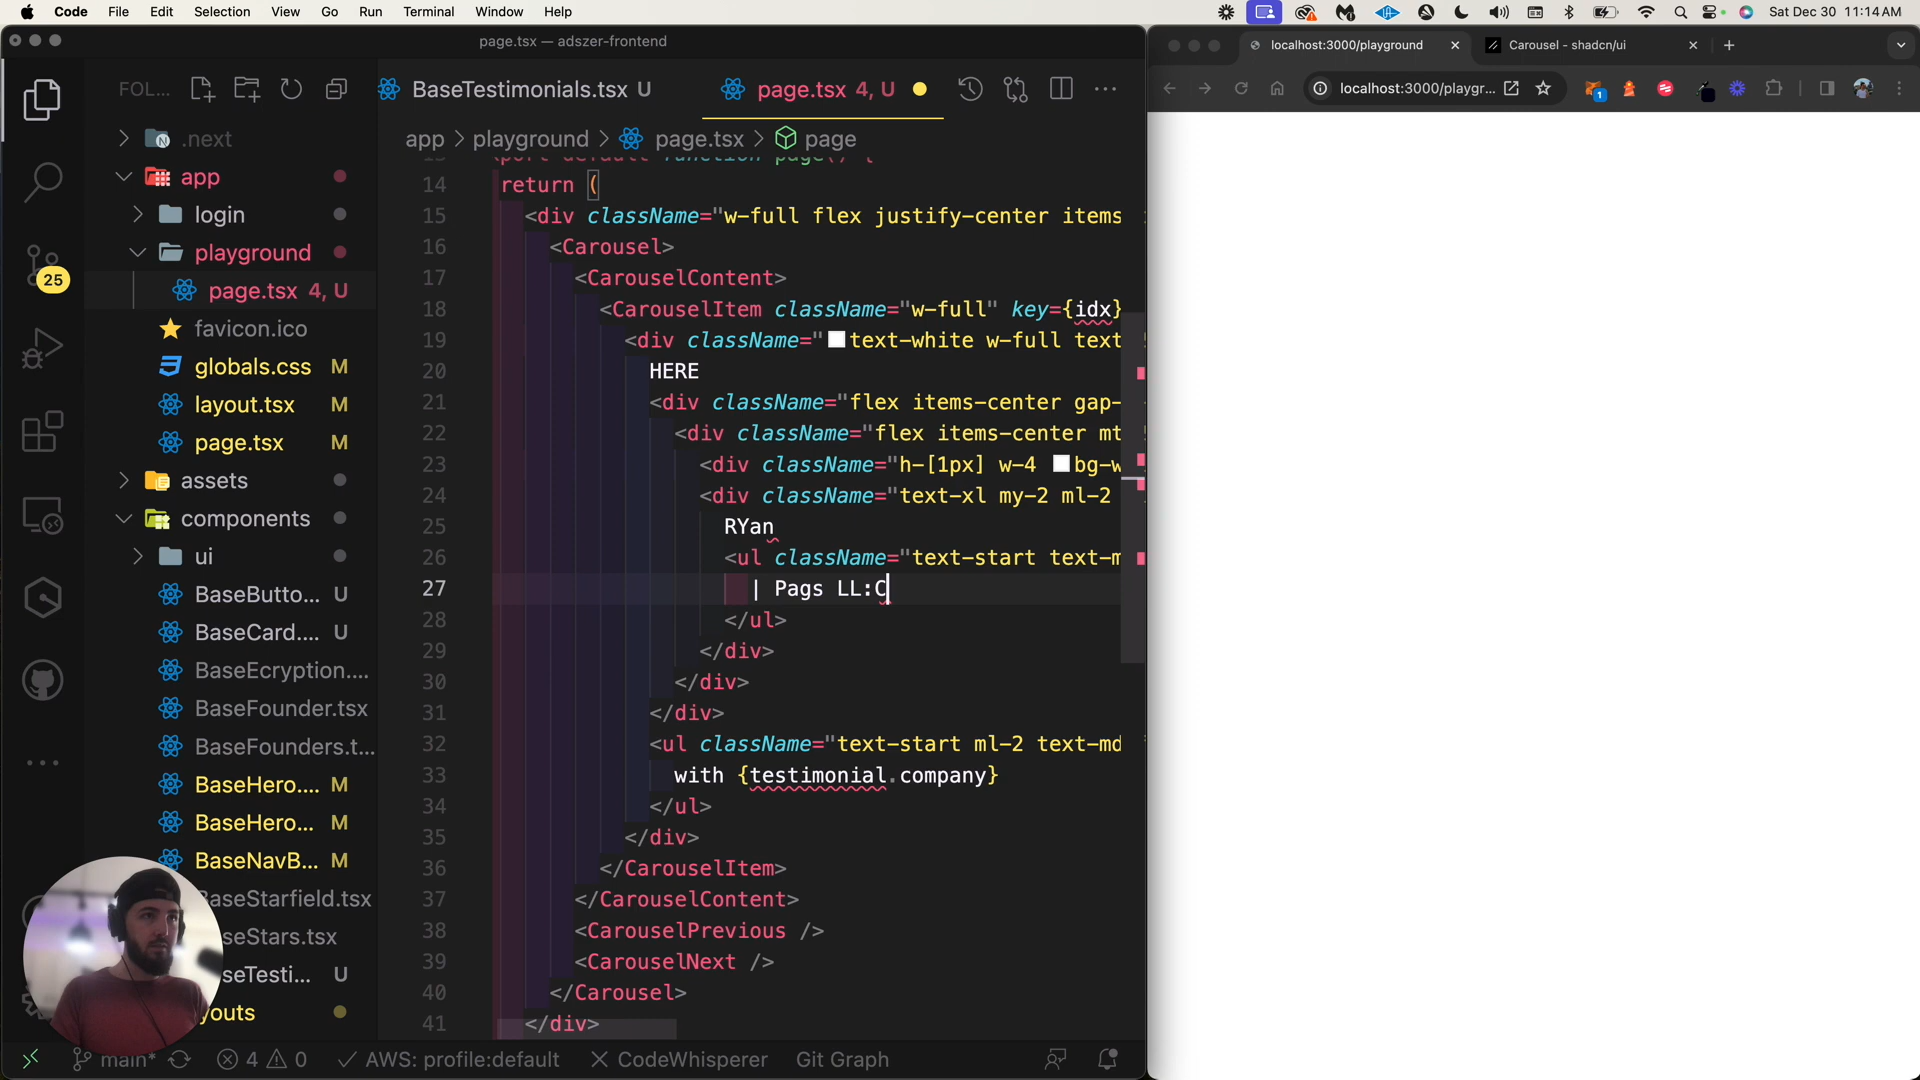 Code File Edit Selection View Go Run Terminal Window Help
Sat Dec 30 11:14 AM
page.tsx — adszer-frontend
localhost:3000/playground
Carousel - shadcn/ui
localhost:3000/playgr...
1
FOL...
BaseTestimonials.tsx U
page.tsx 4, U
app > playground > page.tsx > page
.next
app
login
playground
page.tsx 4, U
favicon.ico
globals.css M
layout.tsx M
page.tsx M
assets
components
ui
BaseButto... U
BaseCard.... U
BaseEcryption....
BaseFounder.tsx
BaseFounders.t...
BaseHero.... M
BaseHero... M
BaseNavB... M
BaseStarfield.tsx
seStars.tsx
seTesti... U
youts
25
14 return (
15 <div className="w-full flex justify-center items
16 <Carousel>
17 <CarouselContent>
18 <CarouselItem className="w-full" key={idx}
19 <div className="text-white w-full text
20 HERE
21 <div className="flex items-center gap-
22 <div className="flex items-center mt
23 <div className="h-[1px] w-4 bg-w
24 <div className="text-xl my-2 ml-2
25 RYan
26 <ul className="text-start text-m
27 | Pags LL:C
28 </ul>
29 </div>
30 </div>
31 </div>
32 <ul className="text-start ml-2 text-md
33 with {testimonial.company}
34 </ul>
35 </div>
36 </CarouselItem>
37 </CarouselContent>
38 <CarouselPrevious />
39 <CarouselNext />
40 </Carousel>
41 </div>
main* 4 0 AWS: profile:default CodeWhisperer Git Graph